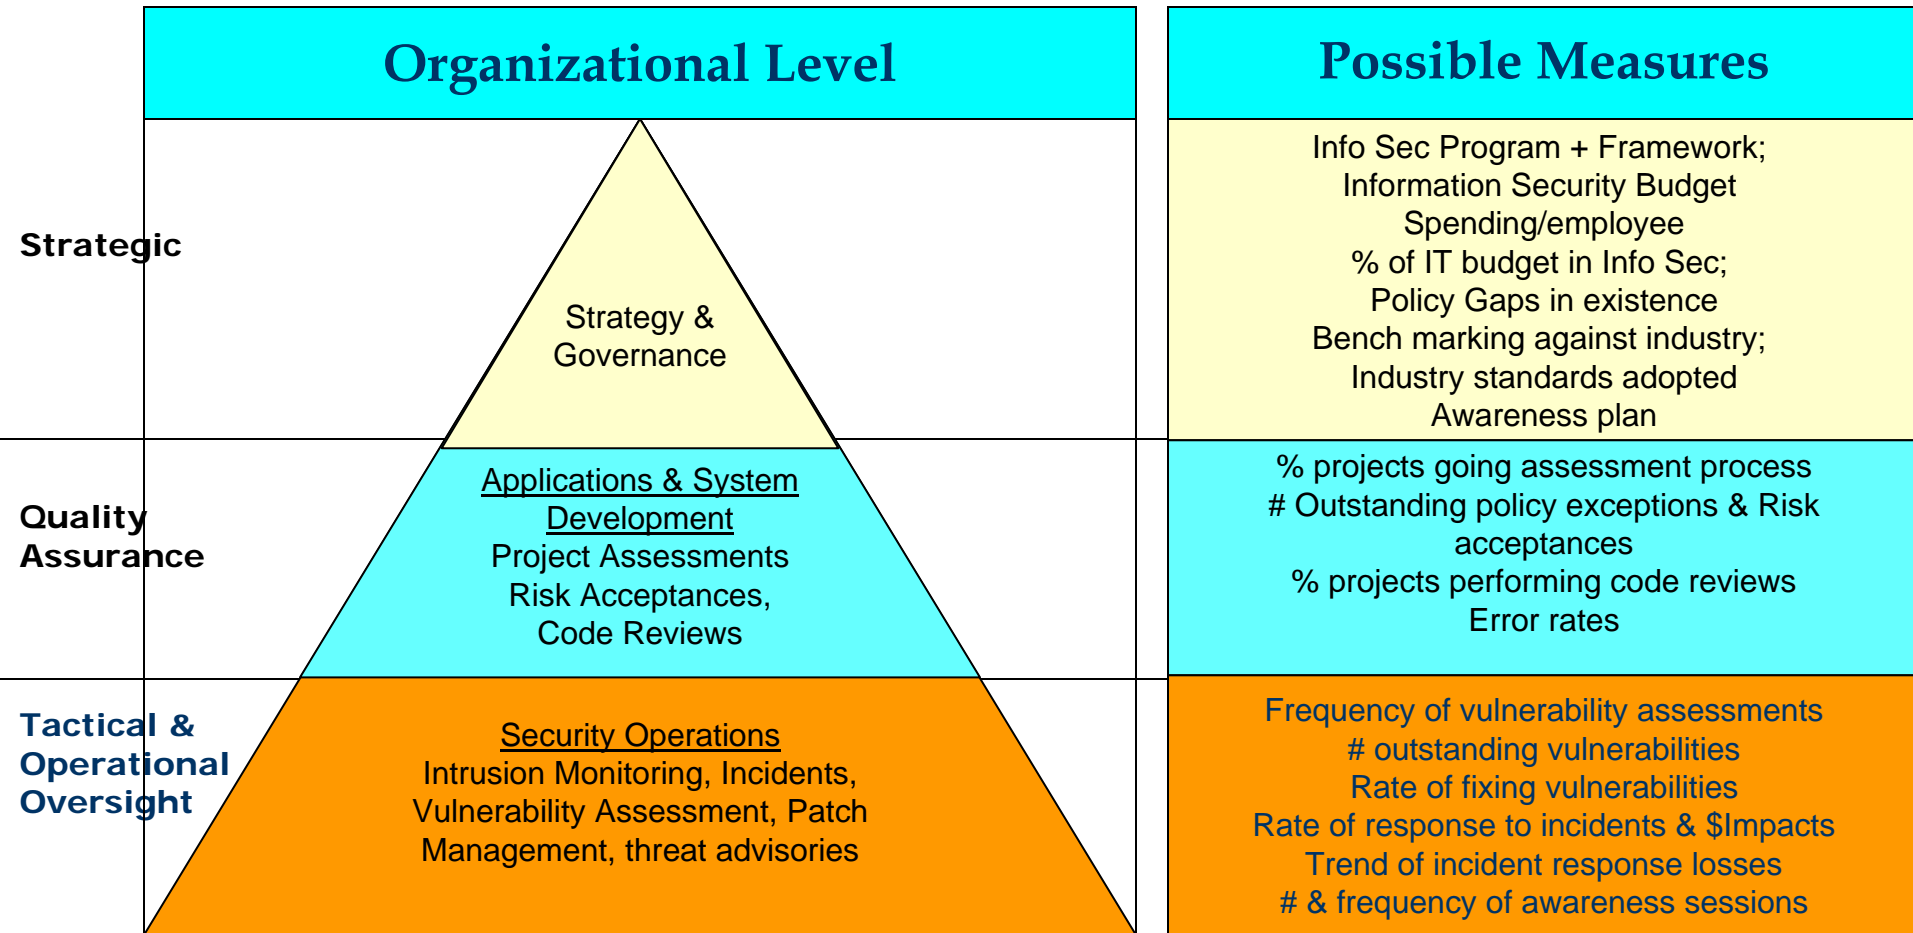 Organizational Level
Possible Measures
Strategic
Strategy &
Governance
Info Sec Program + Framework;
Information Security Budget
Spending/employee
% of IT budget in Info Sec;
Policy Gaps in existence
Bench marking against industry;
Industry standards adopted
Awareness plan
Quality
Assurance
Applications & System
Development
Project Assessments
Risk Acceptances,
Code Reviews
% projects going assessment process
# Outstanding policy exceptions & Risk
acceptances
% projects performing code reviews
Error rates
Tactical &
Operational
Oversight
Security Operations
Intrusion Monitoring, Incidents,
Vulnerability Assessment, Patch
Management, threat advisories
Frequency of vulnerability assessments
# outstanding vulnerabilities
Rate of fixing vulnerabilities
Rate of response to incidents & $Impacts
Trend of incident response losses
# & frequency of awareness sessions